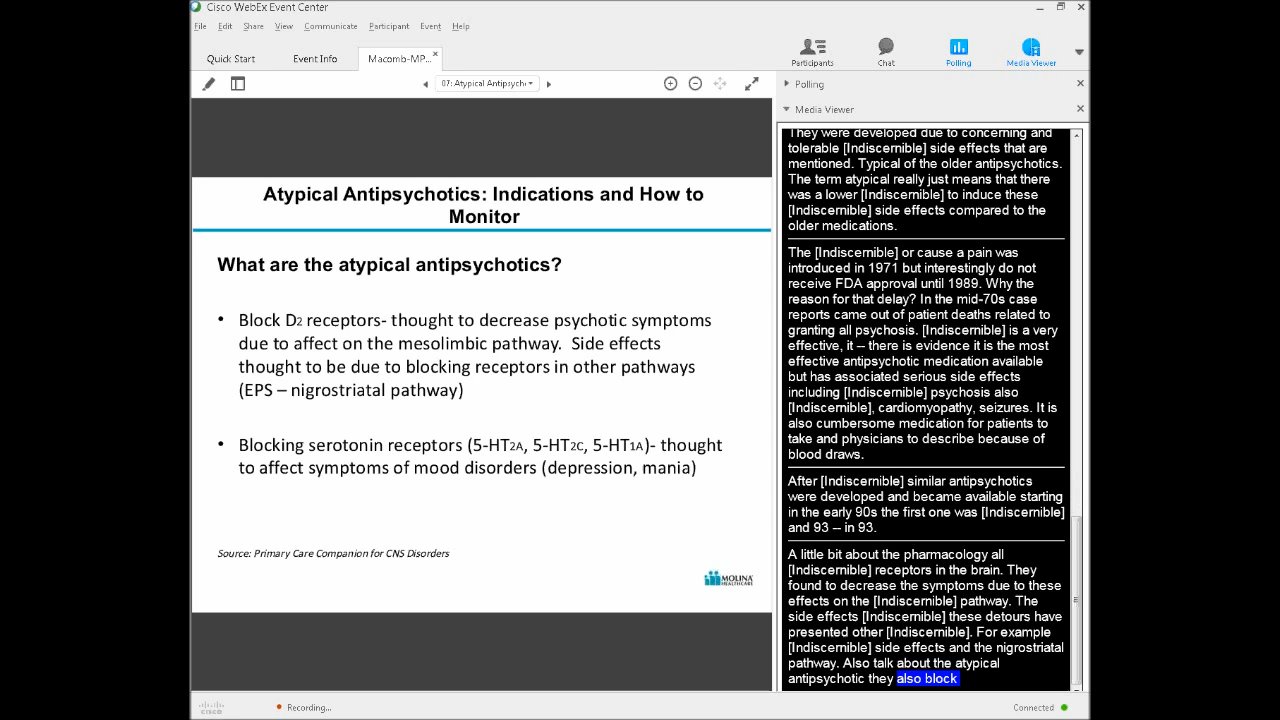 Cisco WebEx Event Center
File Edit Share View Communicate Participant Event Help
Quick Start Event Info Macomb-MP...
Participants Chat Polling Media Viewer
07: Atypical Antipsych
Polling
Media Viewer
Atypical Antipsychotics: Indications and How to
Monitor
What are the atypical antipsychotics?
• Block D2 receptors- thought to decrease psychotic symptoms
due to affect on the mesolimbic pathway. Side effects
thought to be due to blocking receptors in other pathways
(EPS – nigrostriatal pathway)
• Blocking serotonin receptors (5-HT2A, 5-HT2C, 5-HT1A)- thought
to affect symptoms of mood disorders (depression, mania)
Source: Primary Care Companion for CNS Disorders
MOLINA
HEALTHCARE
They were developed due to concerning and
tolerable [Indiscernible] side effects that are
mentioned. Typical of the older antipsychotics.
The term atypical really just means that there
was a lower [Indiscernible] to induce these
[Indiscernible] side effects compared to the
older medications.
The [Indiscernible] or cause a pain was
introduced in 1971 but interestingly do not
receive FDA approval until 1989. Why the
reason for that delay? In the mid-70s case
reports came out of patient deaths related to
granting all psychosis. [Indiscernible] is a very
effective, it -- there is evidence it is the most
effective antipsychotic medication available
but has associated serious side effects
including [Indiscernible] psychosis also
[Indiscernible], cardiomyopathy, seizures. It is
also cumbersome medication for patients to
take and physicians to describe because of
blood draws.
After [Indiscernible] similar antipsychotics
were developed and became available starting
in the early 90s the first one was [Indiscernible]
and 93 -- in 93.
A little bit about the pharmacology all
[Indiscernible] receptors in the brain. They
found to decrease the symptoms due to these
effects on the [Indiscernible] pathway. The
side effects [Indiscernible] these detours have
presented other [Indiscernible]. For example
[Indiscernible] side effects and the nigrostriatal
pathway. Also talk about the atypical
antipsychotic they also block
cisco
Recording...
Connected